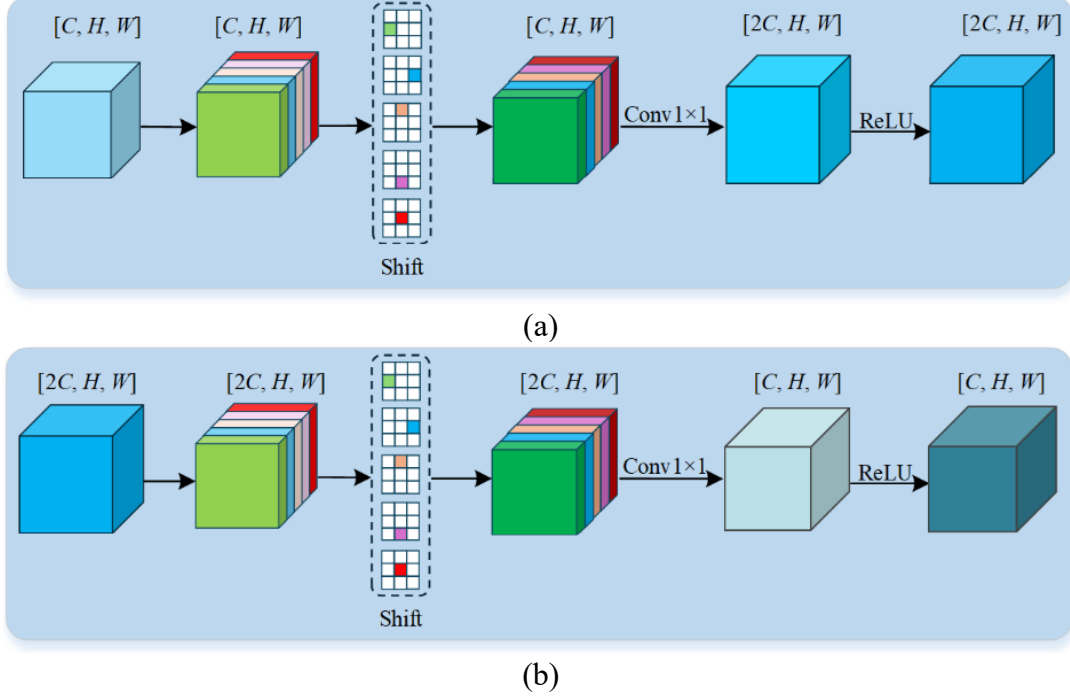 [C, H, W] [C, H, W] [C, H, W] [2C, H, W] [2C, H, W]
Conv1×1 ReLU
Shift
(a)
[2C, H, W] [2C, H, W] [2C, H, W] [C, H, W] [C, H, W]
Conv1×1 ReLU
Shift
(b)